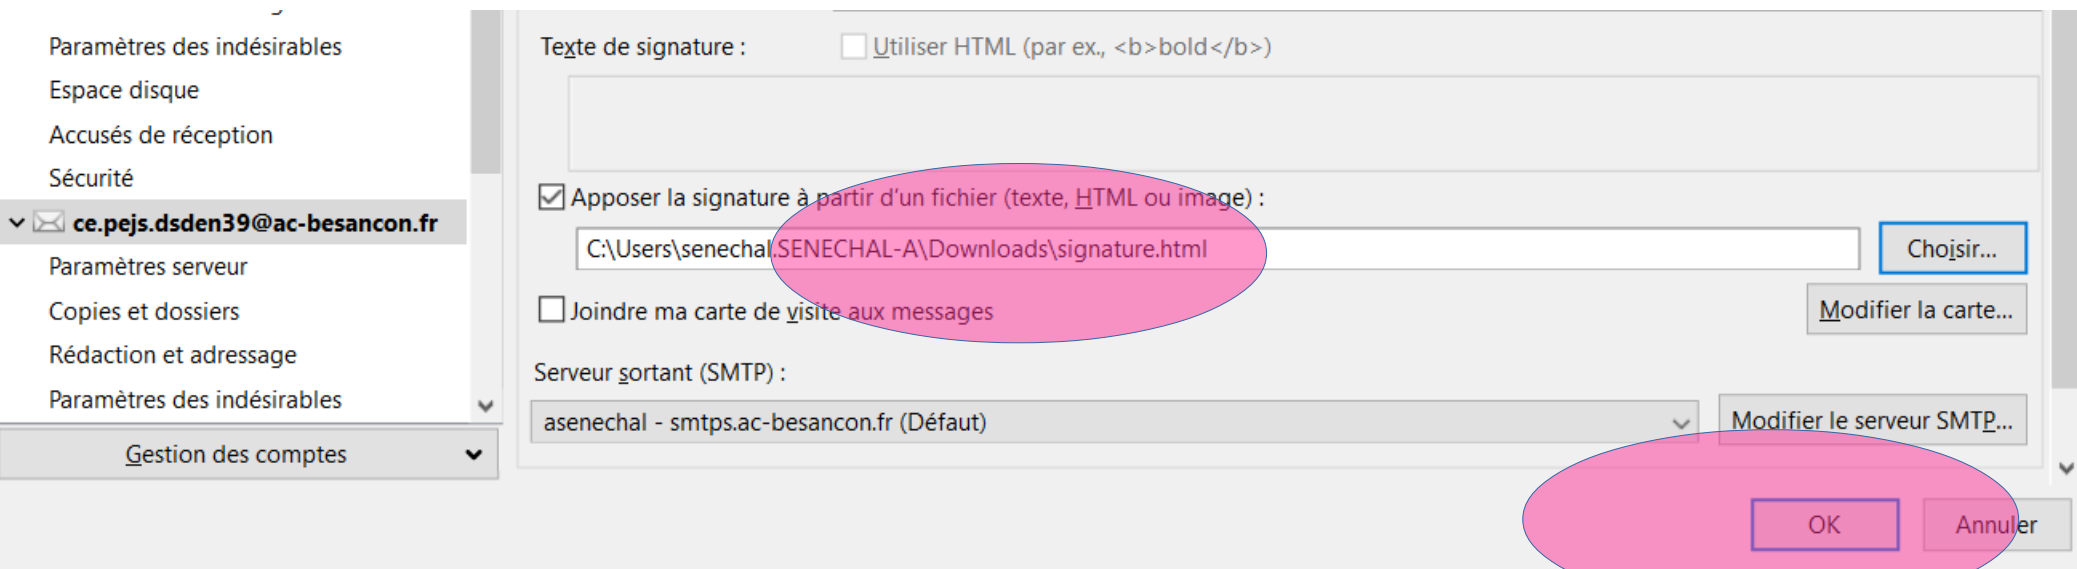 Paramètres des indésirables
Espace disque
Accusés de réception
Sécurité
ce.pejs.dsden39@ac-besancon.fr
Paramètres serveur
Copies et dossiers
Rédaction et adressage
Paramètres des indésirables
Gestion des comptes
Texte de signature :
Utiliser HTML (par ex., <b>bold</b>)
Apposer la signature à partir d'un fichier (texte, HTML ou image) :
C:\Users\senechal.SENECHAL-A\Downloads\signature.html
Choisir...
Joindre ma carte de visite aux messages
Modifier la carte...
Serveur sortant (SMTP) :
asenechal - smtps.ac-besancon.fr (Défaut)
Modifier le serveur SMTP...
OK
Annuler